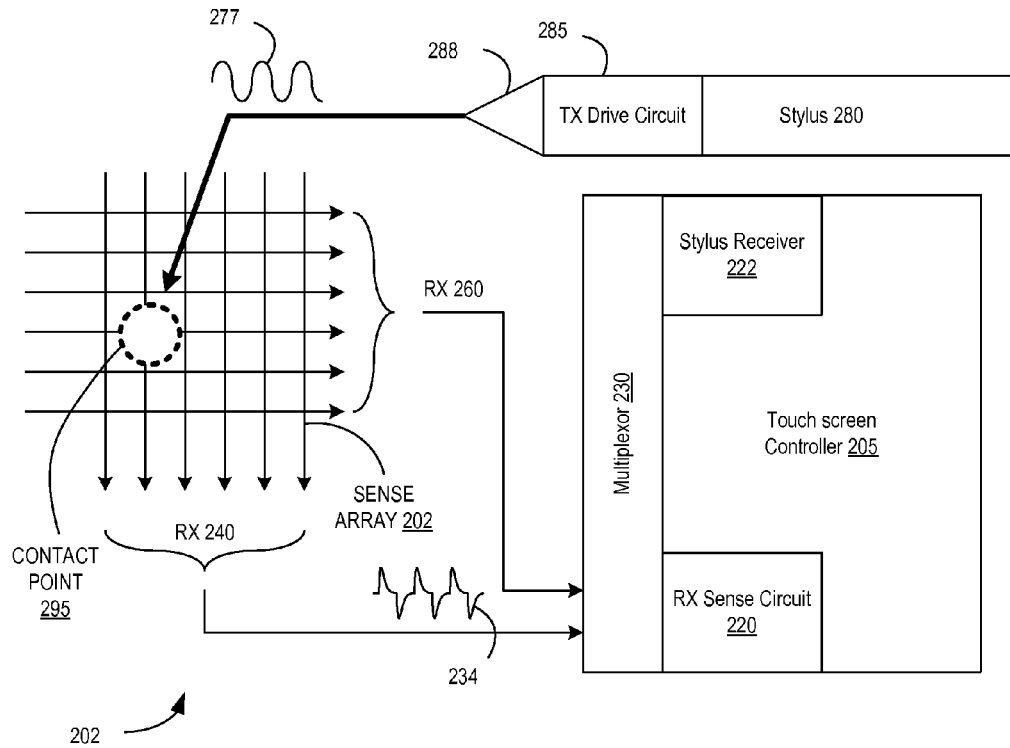 277
288
285
TX Drive Circuit
Stylus 280
Stylus Receiver
222
RX 260
Multiplexor 230
Touch screen
Controller 205
SENSE
ARRAY 202
RX 240
CONTACT
POINT
295
RX Sense Circuit
220
234
202